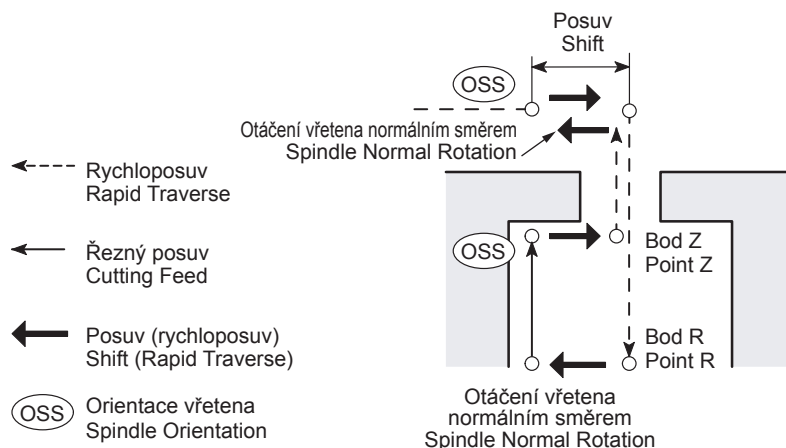 Posuv
Shift
OSS
Otáčení vřetena normálním směrem
Spindle Normal Rotation
Rychloposuv
Rapid Traverse
Řezný posuv
Cutting Feed
Posuv (rychloposuv)
Shift (Rapid Traverse)
OSS
Orientace vřetena
Spindle Orientation
OSS
Bod Z
Point Z
Bod R
Point R
Otáčení vřetena
normálním směrem
Spindle Normal Rotation